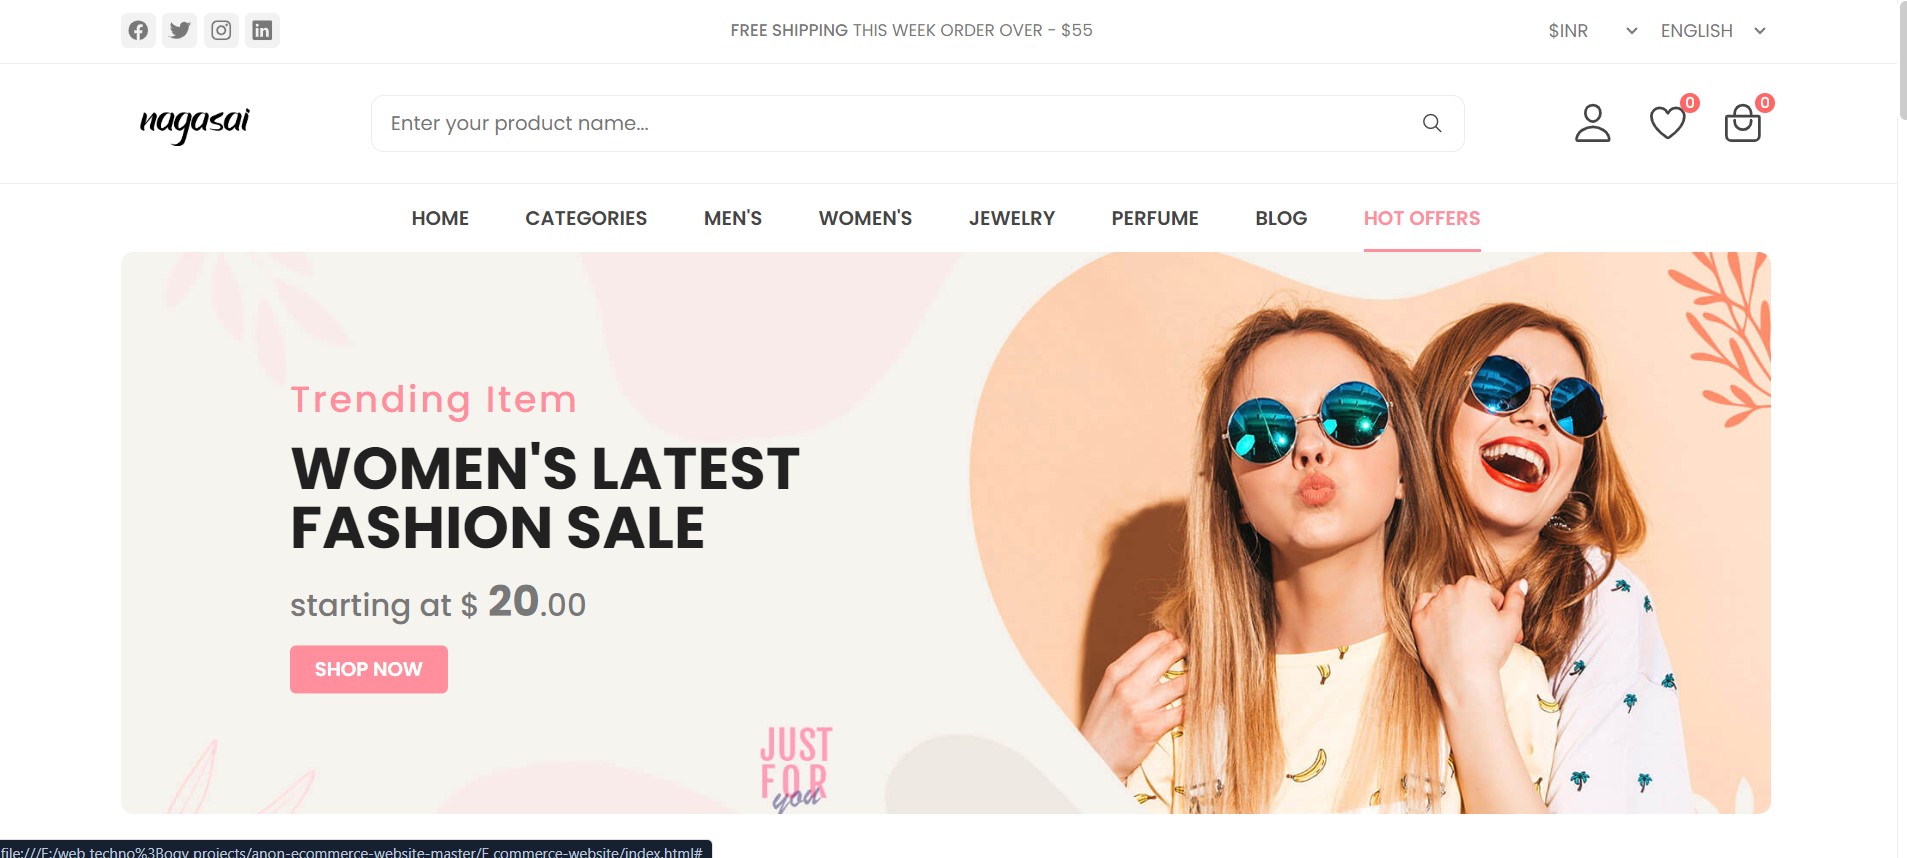 FREE SHIPPING THIS WEEK ORDER OVER - $55
$INR
ENGLISH
nagasai
Enter your product name...
0
0
HOME
CATEGORIES
MEN'S
WOMEN'S
JEWELRY
PERFUME
BLOG
HOT OFFERS
Trending Item
WOMEN'S LATEST
FASHION SALE
starting at $ 20.00
SHOP NOW
JUST
FOR
you
file:///E:/web techno%3Bogy projects/anon-ecommerce-website-master/E commerce-website/index.html#